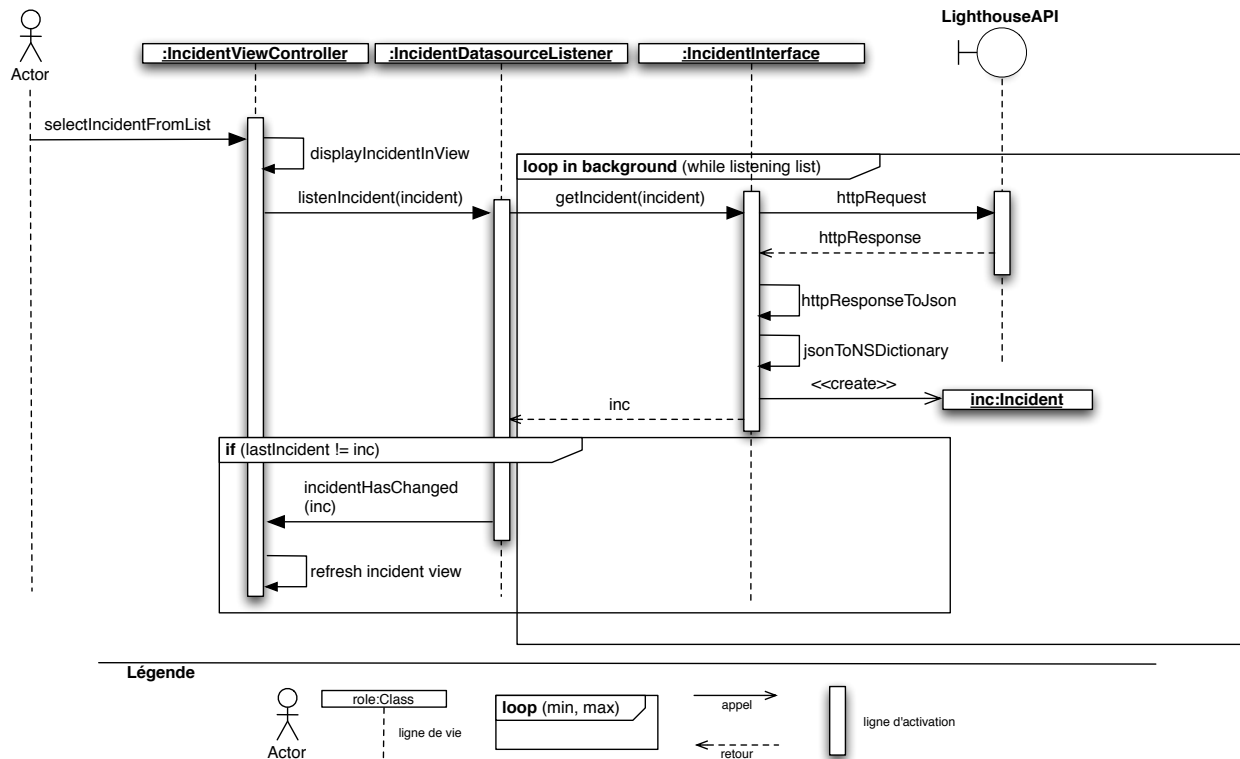 LighthouseAPI
:IncidentViewController
:IncidentDatasourceListener
:IncidentInterface
Actor
selectIncidentFromList
displayIncidentInView
loop in background (while listening list)
listenIncident(incident)
getIncident(incident)
httpRequest
httpResponse
httpResponseToJson
jsonToNSDictionary
<<create>>
inc:Incident
inc
if (lastIncident != inc)
incidentHasChanged
(inc)
refresh incident view
Légende
role:Class
loop (min, max)
appel
ligne d'activation
ligne de vie
retour
Actor